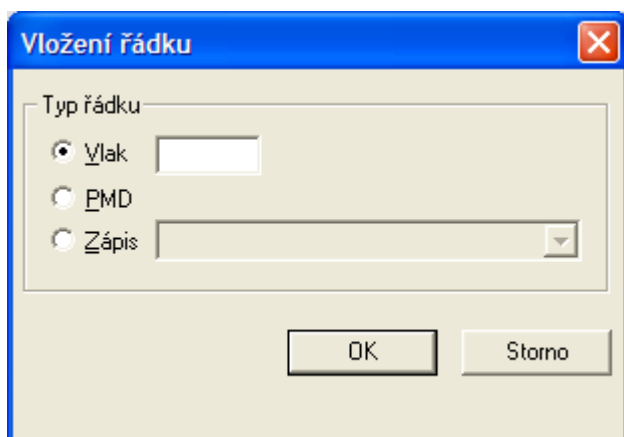 Vložení řádku
Typ řádku
Vlak
PMD
Zápis
OK Storno